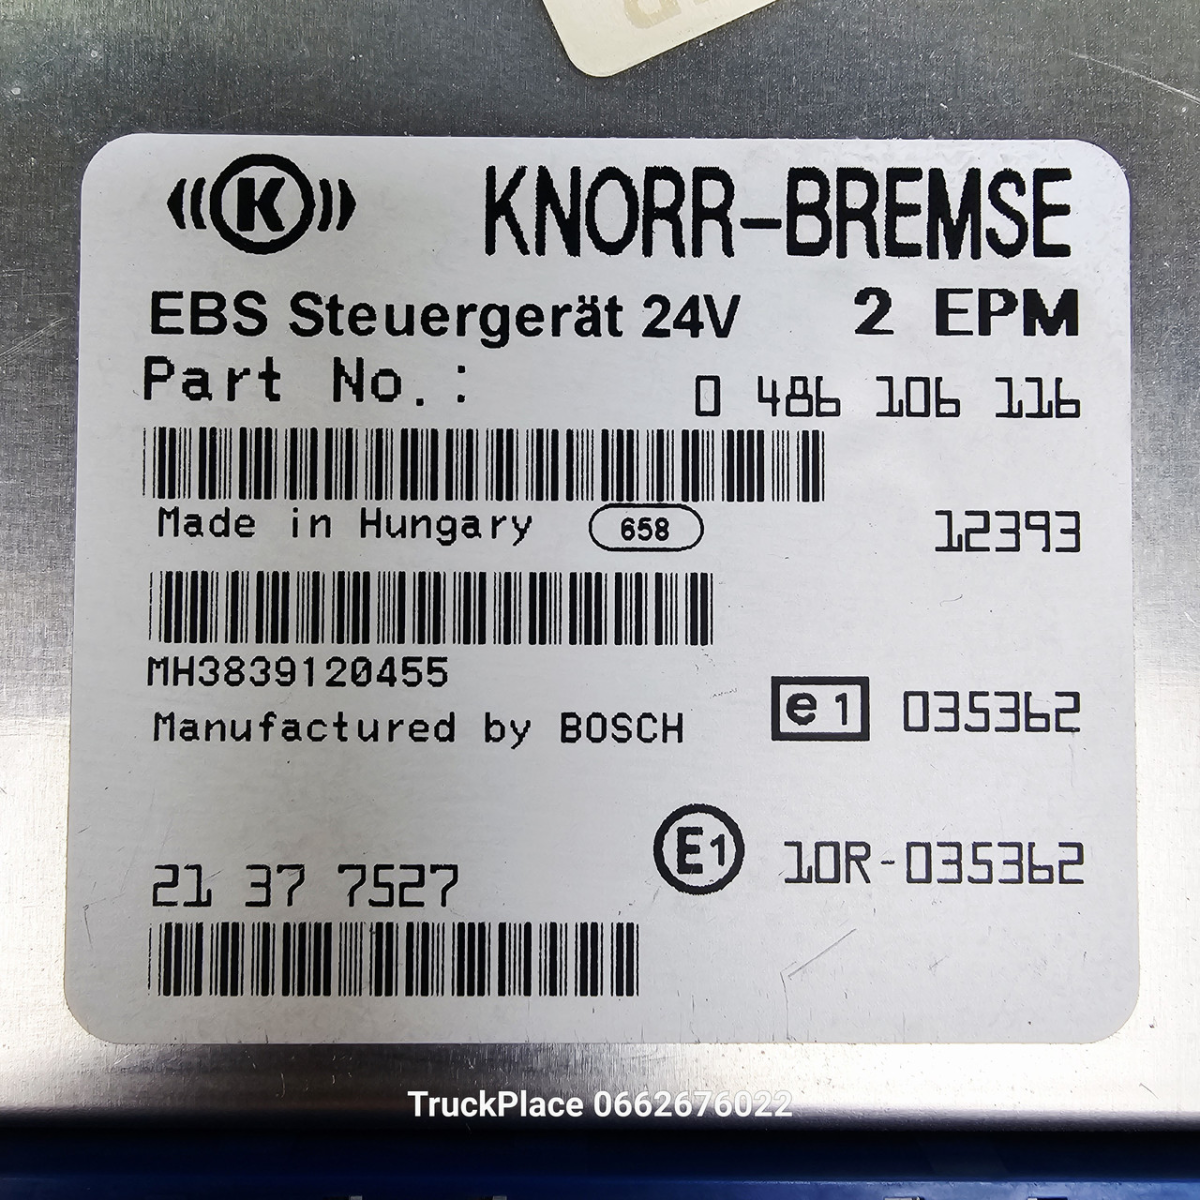 K KNORR-BREMSE
EBS Steuergerät 24V 2 EPM
Part No.: 0 486 106 116
Made in Hungary 658 12393
MH3839120455
Manufactured by BOSCH e1 035362
E1 10R-035362
21 37 7527
TruckPlace 0662676022